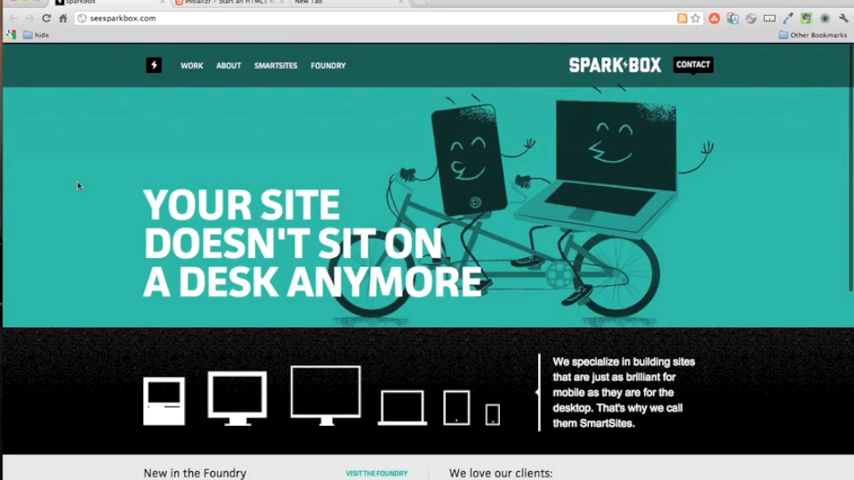 Sparkbox
Initializr - Start an HTML5
New Tab
seesparkbox.com
hide
Other Bookmarks
WORK ABOUT SMARTSITES FOUNDRY
SPARK BOX
CONTACT
YOUR SITE
DOESN'T SIT ON
A DESK ANYMORE
We specialize in building sites
that are just as brilliant for
mobile as they are for the
desktop. That's why we call
them SmartSites.
New in the Foundry
VISIT THE FOUNDRY
We love our clients: